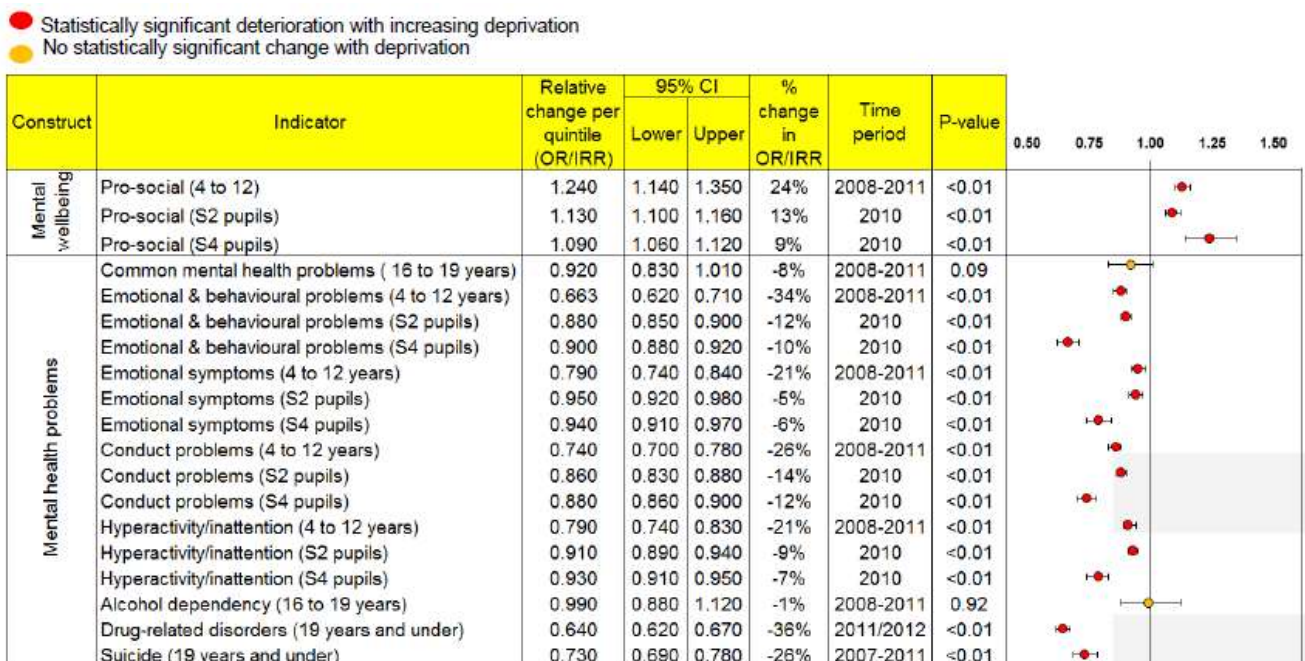 Statistically significant deterioration with increasing deprivation
No statistically significant change with deprivation
Construct Indicator Relative change per quintile (OR/IRR) 95% CI Lower Upper % change in OR/IRR Time period P-value 0.50 0.75 1.00 1.25 1.50
Mental wellbeing
Pro-social (4 to 12) 1.240 1.140 1.350 24% 2008-2011 <0.01
Pro-social (S2 pupils) 1.130 1.100 1.160 13% 2010 <0.01
Pro-social (S4 pupils) 1.090 1.060 1.120 9% 2010 <0.01
Mental health problems
Common mental health problems ( 16 to 19 years) 0.920 0.830 1.010 -8% 2008-2011 0.09
Emotional & behavioural problems (4 to 12 years) 0.663 0.620 0.710 -34% 2008-2011 <0.01
Emotional & behavioural problems (S2 pupils) 0.880 0.850 0.900 -12% 2010 <0.01
Emotional & behavioural problems (S4 pupils) 0.900 0.880 0.920 -10% 2010 <0.01
Emotional symptoms (4 to 12 years) 0.790 0.740 0.840 -21% 2008-2011 <0.01
Emotional symptoms (S2 pupils) 0.950 0.920 0.980 -5% 2010 <0.01
Emotional symptoms (S4 pupils) 0.940 0.910 0.970 -6% 2010 <0.01
Conduct problems (4 to 12 years) 0.740 0.700 0.780 -26% 2008-2011 <0.01
Conduct problems (S2 pupils) 0.860 0.830 0.880 -14% 2010 <0.01
Conduct problems (S4 pupils) 0.880 0.860 0.900 -12% 2010 <0.01
Hyperactivity/inattention (4 to 12 years) 0.790 0.740 0.830 -21% 2008-2011 <0.01
Hyperactivity/inattention (S2 pupils) 0.910 0.890 0.940 -9% 2010 <0.01
Hyperactivity/inattention (S4 pupils) 0.930 0.910 0.950 -7% 2010 <0.01
Alcohol dependency (16 to 19 years) 0.990 0.880 1.120 -1% 2008-2011 0.92
Drug-related disorders (19 years and under) 0.640 0.620 0.670 -36% 2011/2012 <0.01
Suicide (19 years and under) 0.730 0.690 0.780 -26% 2007-2011 <0.01